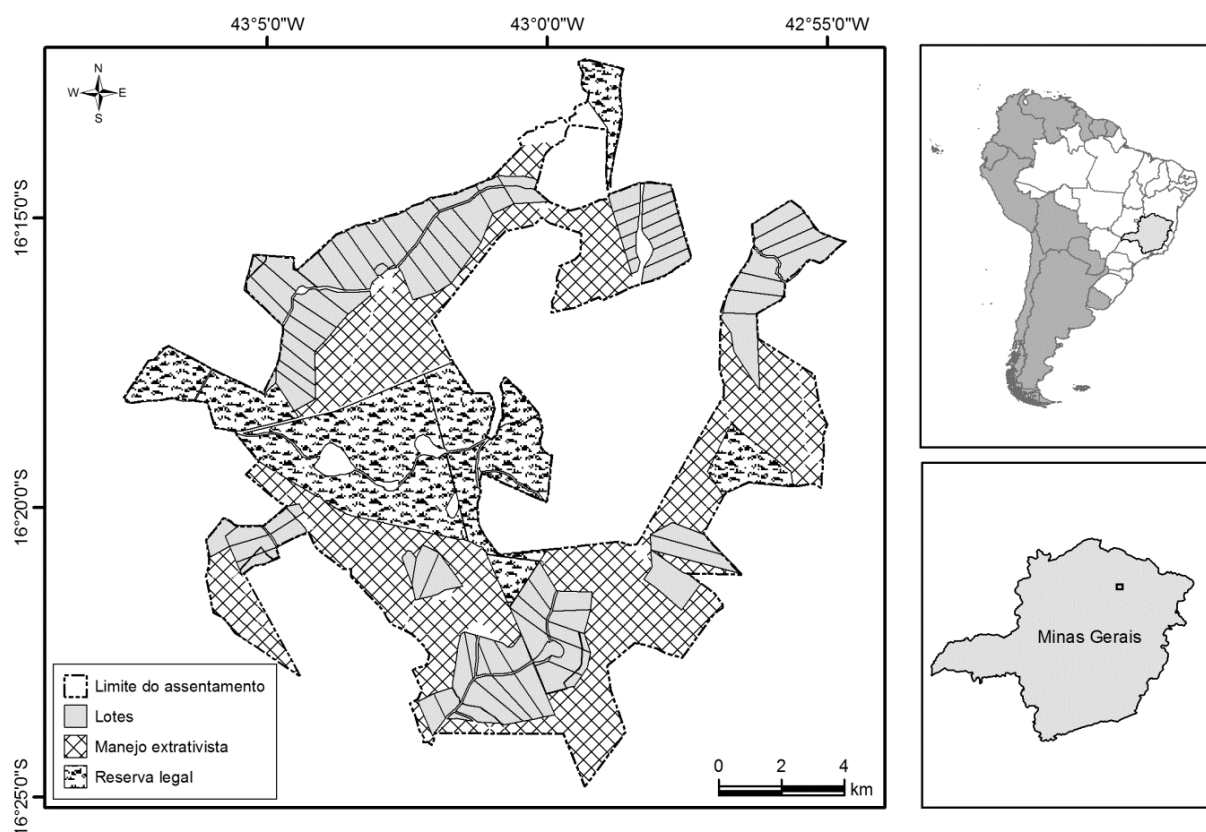 43°5'0"W
43°0'0"W
42°55'0"W
N
W
E
S
16°15'0"S
16°20'0"S
16°25'0"S
Limite do assentamento
Lotes
Manejo extrativista
Reserva legal
0 2 4
km
Minas Gerais